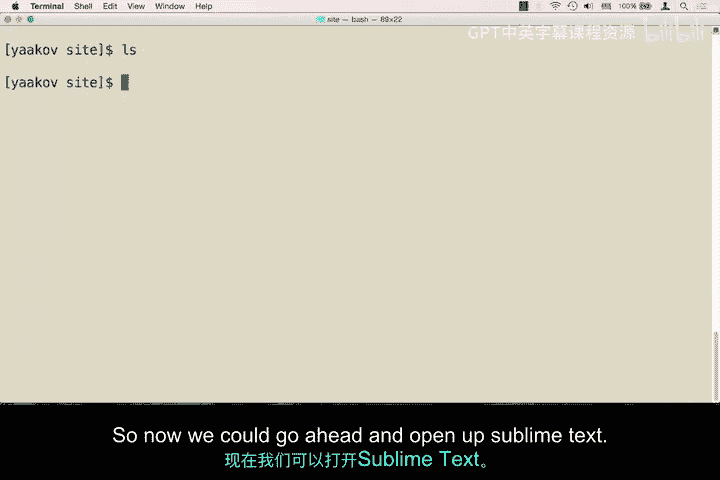 Terminal Shell Edit View Window Help 100%
site — bash — 89x22
GPT中英字幕课程资源 bilibili
[yaakov site]$ ls
[yaakov site]$
So now we could go ahead and open up sublime text.
现在我们可以打开Sublime Text。